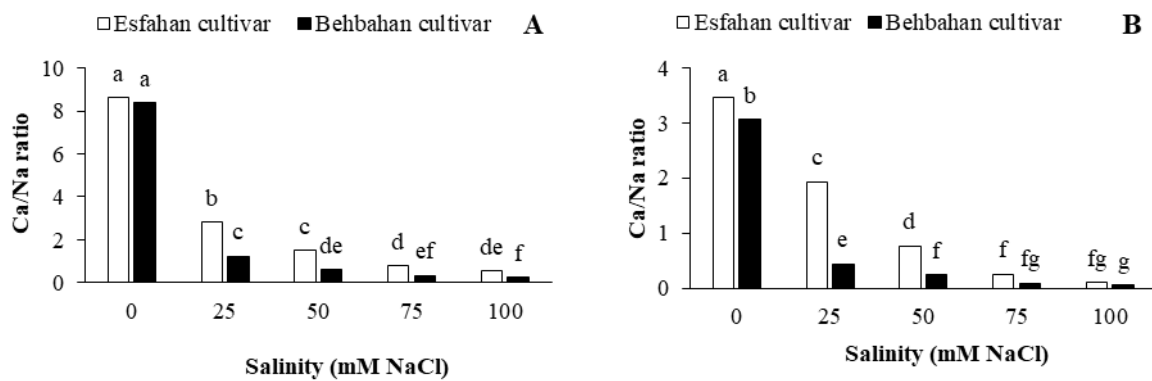 Esfahan cultivar Behbahan cultivar A
Ca/Na ratio
10
8
6
4
2
0
a a
b c
c de
d ef
de f
0 25 50 75 100
Salinity (mM NaCl)
Esfahan cultivar Behbahan cultivar B
Ca/Na ratio
4
3
2
1
0
a b
c e
d f
f fg
fg g
0 25 50 75 100
Salinity (mM NaCl)